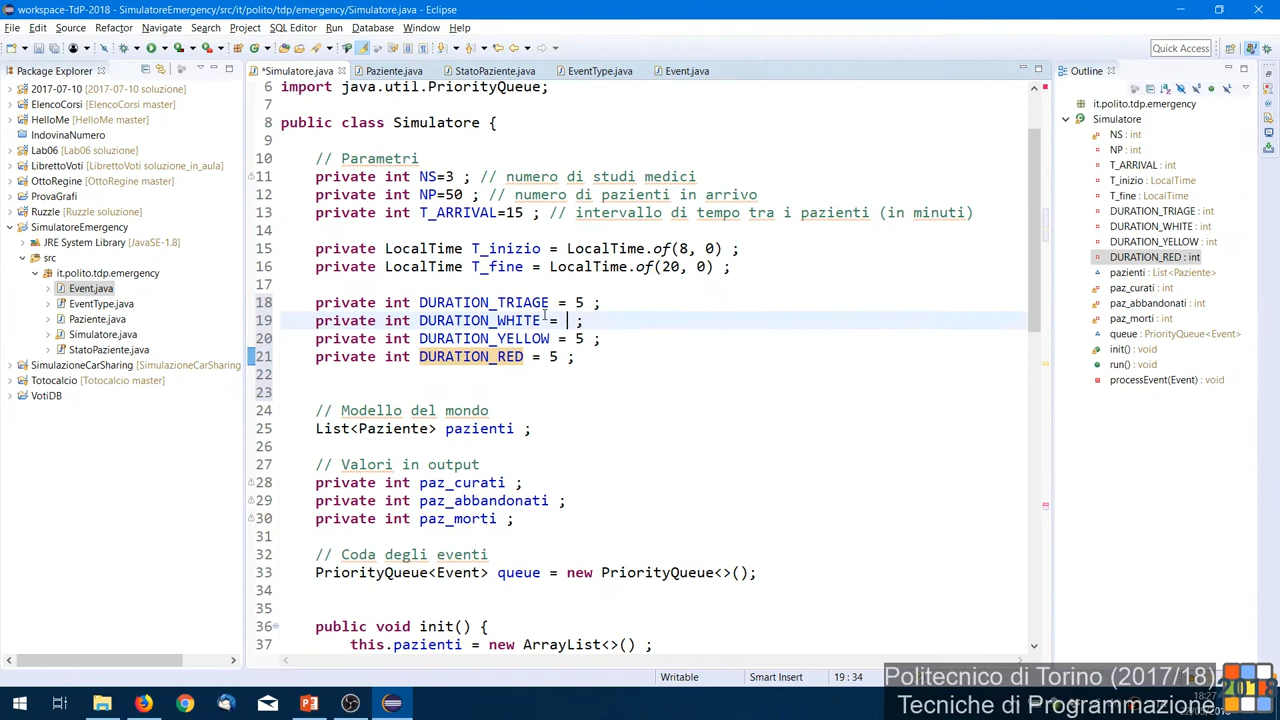 workspace-TdP-2018 - SimulatoreEmergency/src/it/polito/tdp/emergency/Simulatore.java - Eclipse
File Edit Source Refactor Navigate Search Project SQL Editor Run Database Window Help
Quick Access
Package Explorer
2017-07-10 [2017-07-10 soluzione]
ElencoCorsi [ElencoCorsi master]
HelloMe [HelloMe master]
IndovinaNumero
Lab06 [Lab06 master]
LibrettoVoti [LibrettoVoti soluzione_in_aula]
OttoRegine [OttoRegine master]
ProvaGrafi
Ruzzle [Ruzzle soluzione]
SimulatoreEmergency
JRE System Library [JavaSE-1.8]
src
it.polito.tdp.emergency
Event.java
EventType.java
Paziente.java
Simulatore.java
StatoPaziente.java
SimulazioneCarSharing [SimulazioneCarSharing
Totocalcio [Totocalcio master]
VotiDB
*Simulatore.java Paziente.java StatoPaziente.java EventType.java Event.java
6 import java.util.PriorityQueue;
7
8 public class Simulatore {
9
10 // Parametri
11 private int NS=3 ; // numero di studi medici
12 private int NP=50 ; // numero di pazienti in arrivo
13 private int T_ARRIVAL=15 ; // intervallo di tempo tra i pazienti (in minuti)
14
15 private LocalTime T_inizio = LocalTime.of(8, 0) ;
16 private LocalTime T_fine = LocalTime.of(20, 0) ;
17
18 private int DURATION_TRIAGE = 5 ;
19 private int DURATION_WHITE = ;
20 private int DURATION_YELLOW = 5 ;
21 private int DURATION_RED = 5 ;
22
23
24 // Modello del mondo
25 List<Paziente> pazienti ;
26
27 // Valori in output
28 private int paz_curati ;
29 private int paz_abbandonati ;
30 private int paz_morti ;
31
32 // Coda degli eventi
33 PriorityQueue<Event> queue = new PriorityQueue<>();
34
35
36 public void init() {
37 this.pazienti = new ArrayList<>() ;
Outline
it.polito.tdp.emergency
Simulatore
NS : int
NP : int
T_ARRIVAL : int
T_inizio : LocalTime
T_fine : LocalTime
DURATION_TRIAGE : int
DURATION_WHITE : int
DURATION_YELLOW : int
DURATION_RED : int
pazienti : List<Paziente>
paz_curati : int
paz_abbandonati : int
paz_morti : int
queue : PriorityQueue<Event>
init() : void
run() : void
processEvent(Event) : void
Writable Smart Insert 19 : 34
Politecnico di Torino (2017/18)
Tecniche di Programmazione
18:27
2018